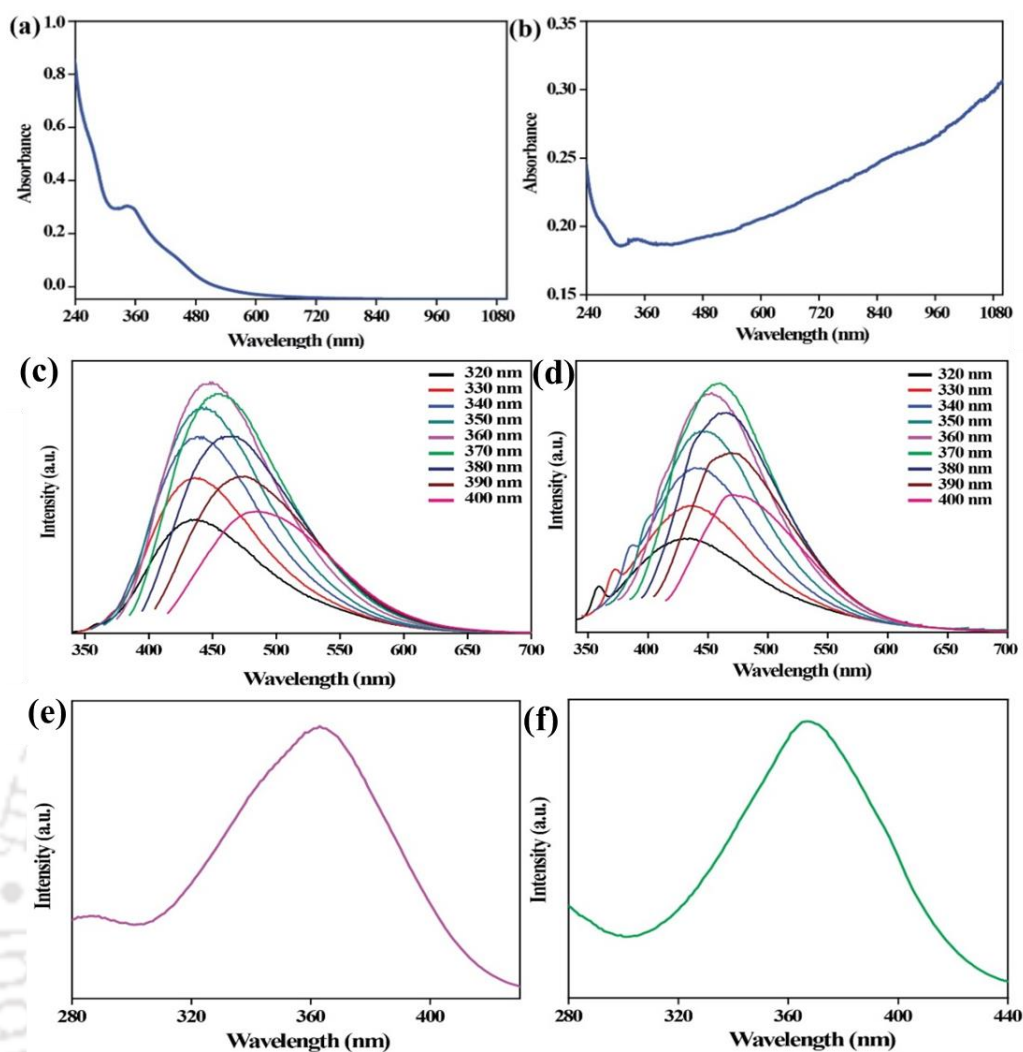 (a)
1.0
0.8
0.6
0.4
0.2
0.0
Absorbance
240 360 480 600 720 840 960 1080
Wavelength (nm)
(b)
0.35
0.30
0.25
0.20
0.15
Absorbance
240 360 480 600 720 840 960 1080
Wavelength (nm)
(c)
320 nm
330 nm
340 nm
350 nm
360 nm
370 nm
380 nm
390 nm
400 nm
Intensity (a.u.)
350 400 450 500 550 600 650 700
Wavelength (nm)
(d)
320 nm
330 nm
340 nm
350 nm
360 nm
370 nm
380 nm
390 nm
400 nm
Intensity (a.u.)
350 400 450 500 550 600 650 700
Wavelength (nm)
(e)
Intensity (a.u.)
280 320 360 400
Wavelength (nm)
(f)
Intensity (a.u.)
280 320 360 400 440
Wavelength (nm)